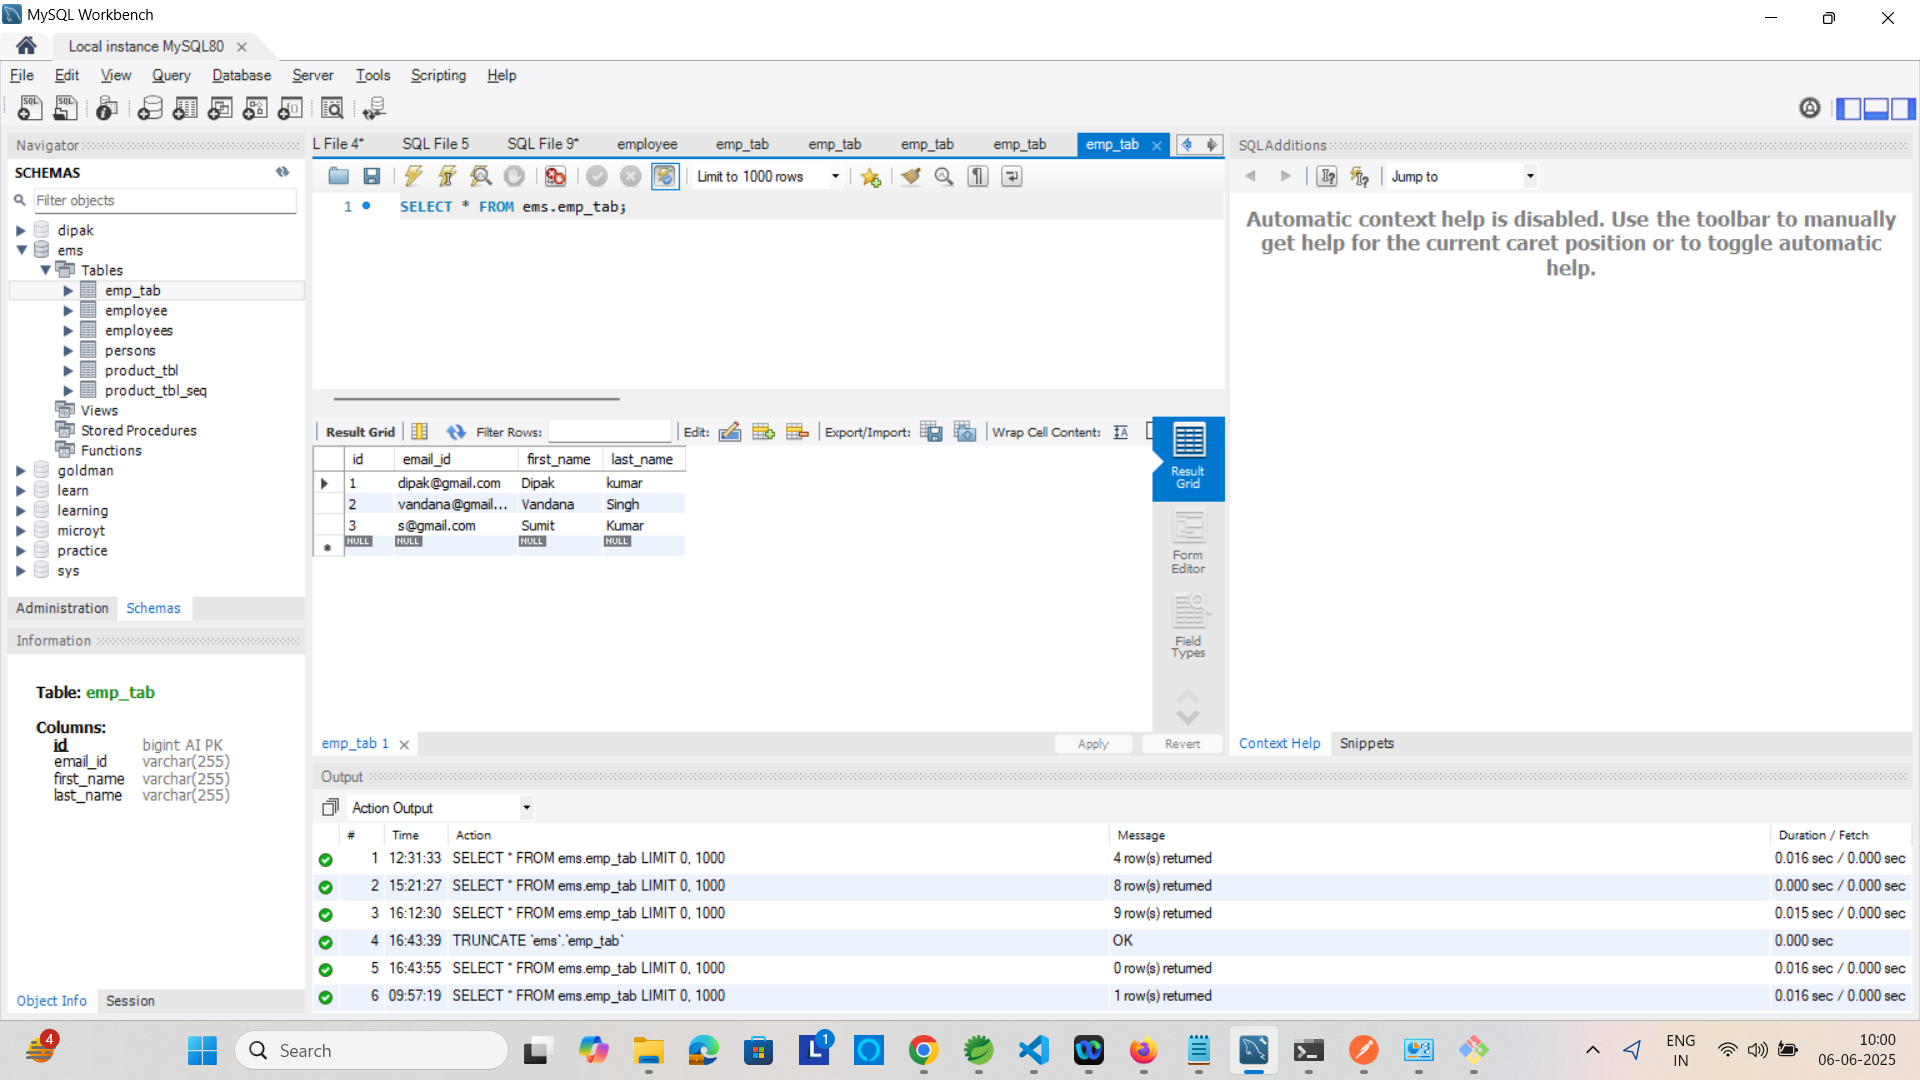 MySQL Workbench
Local instance MySQL80
File Edit View Query Database Server Tools Scripting Help
Navigator
SCHEMAS
Filter objects
dipak
ems
Tables
emp_tab
employee
employees
persons
product_tbl
product_tbl_seq
Views
Stored Procedures
Functions
goldman
learn
learning
microyt
practice
sys
Administration Schemas
Information
Table: emp_tab
Columns:
id bigint AI PK
email_id varchar(255)
first_name varchar(255)
last_name varchar(255)
Object Info Session
L File 4* SQL File 5 SQL File 9* employee emp_tab emp_tab emp_tab emp_tab emp_tab
Limit to 1000 rows
1 SELECT * FROM ems.emp_tab;
Result Grid Filter Rows: Edit: Export/Import: Wrap Cell Content:
id email_id first_name last_name
1 dipak@gmail.com Dipak kumar
2 vandana@gmail... Vandana Singh
3 s@gmail.com Sumit Kumar
NULL NULL NULL NULL
Result
Grid
Form
Editor
Field
Types
emp_tab 1
Apply Revert
SQLAdditions
Jump to
Automatic context help is disabled. Use the toolbar to manually
get help for the current caret position or to toggle automatic
help.
Context Help Snippets
Output
Action Output
# Time Action Message Duration / Fetch
1 12:31:33 SELECT * FROM ems.emp_tab LIMIT 0, 1000 4 row(s) returned 0.016 sec / 0.000 sec
2 15:21:27 SELECT * FROM ems.emp_tab LIMIT 0, 1000 8 row(s) returned 0.000 sec / 0.000 sec
3 16:12:30 SELECT * FROM ems.emp_tab LIMIT 0, 1000 9 row(s) returned 0.015 sec / 0.000 sec
4 16:43:39 TRUNCATE `ems`.`emp_tab` OK 0.000 sec
5 16:43:55 SELECT * FROM ems.emp_tab LIMIT 0, 1000 0 row(s) returned 0.016 sec / 0.000 sec
6 09:57:19 SELECT * FROM ems.emp_tab LIMIT 0, 1000 1 row(s) returned 0.016 sec / 0.000 sec
4
Search
L 1
ENG
IN
10:00
06-06-2025